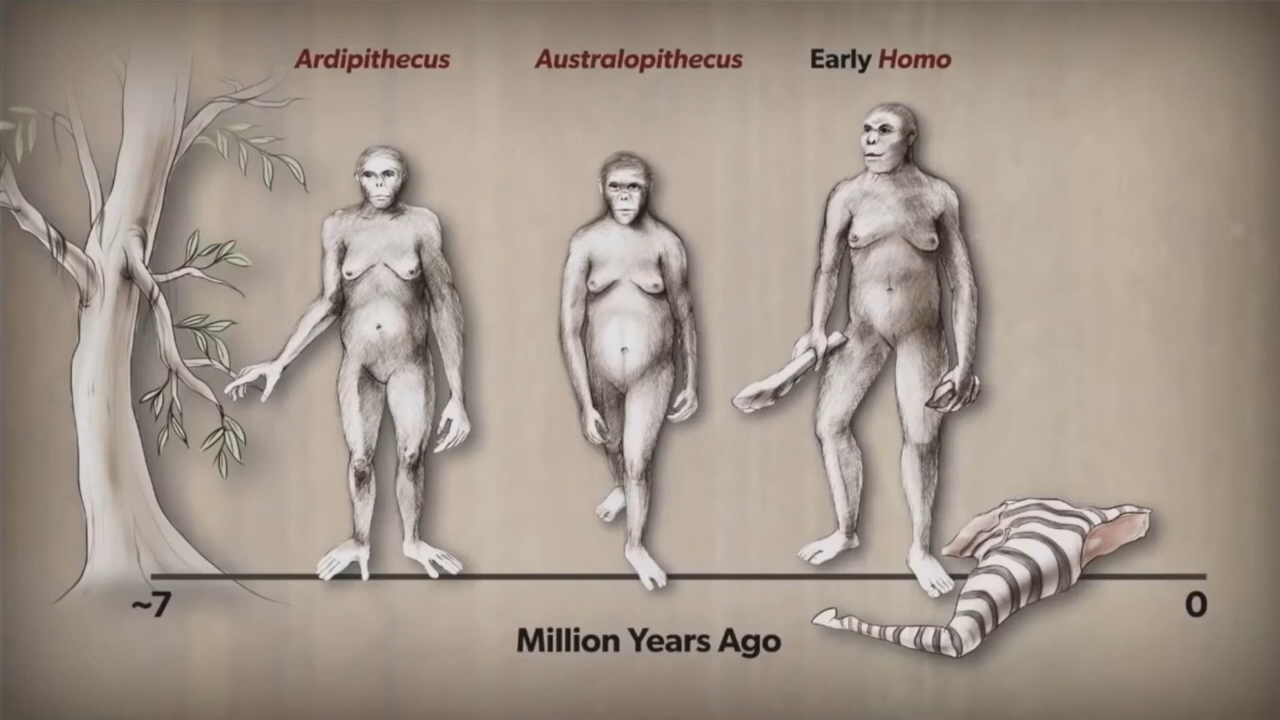 Ardipithecus
Australopithecus
Early Homo
~7
0
Million Years Ago